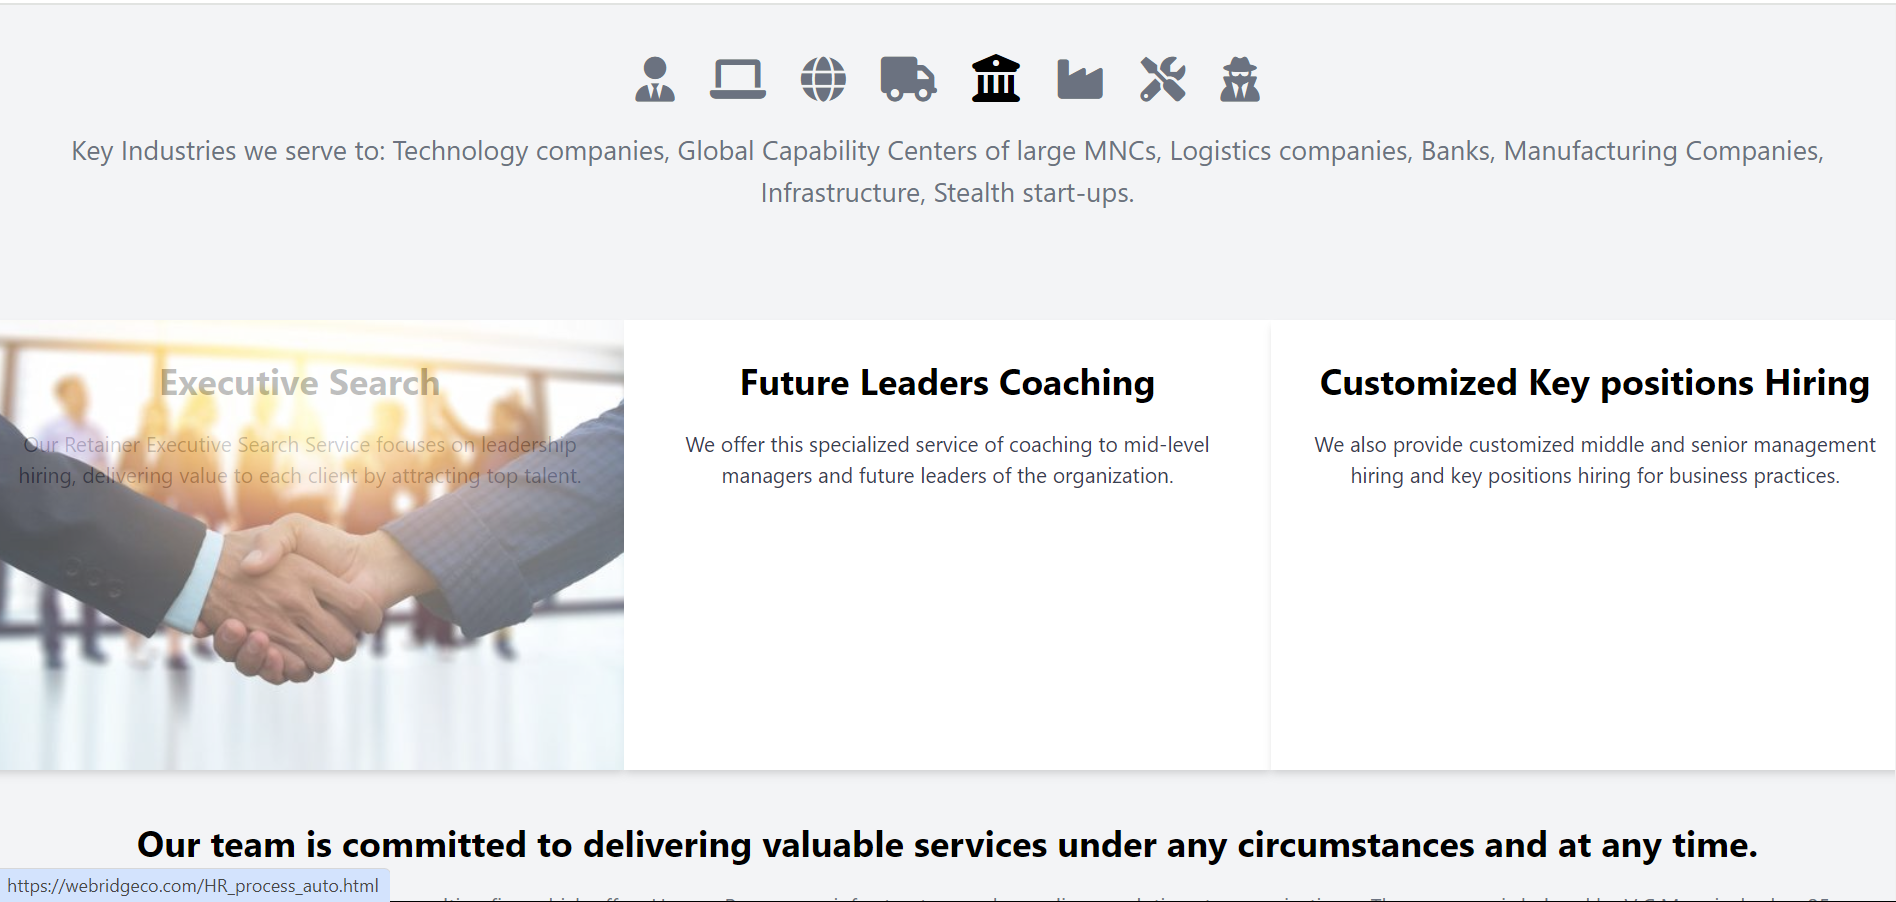 Key Industries we serve to: Technology companies, Global Capability Centers of large MNCs, Logistics companies, Banks, Manufacturing Companies,
Infrastructure, Stealth start-ups.
Executive Search
Our Retainer Executive Search Service focuses on leadership
hiring, delivering value to each client by attracting top talent.
Future Leaders Coaching
We offer this specialized service of coaching to mid-level
managers and future leaders of the organization.
Customized Key positions Hiring
We also provide customized middle and senior management
hiring and key positions hiring for business practices.
Our team is committed to delivering valuable services under any circumstances and at any time.
https://webridgeco.com/HR_process_auto.html